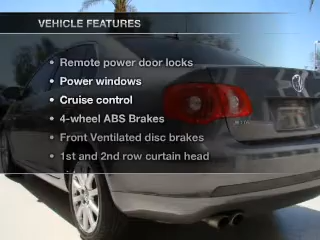 VEHICLE FEATURES
• Remote power door locks
• Power windows
• Cruise control
• 4-wheel ABS Brakes
• Front Ventilated disc brakes
• 1st and 2nd row curtain head